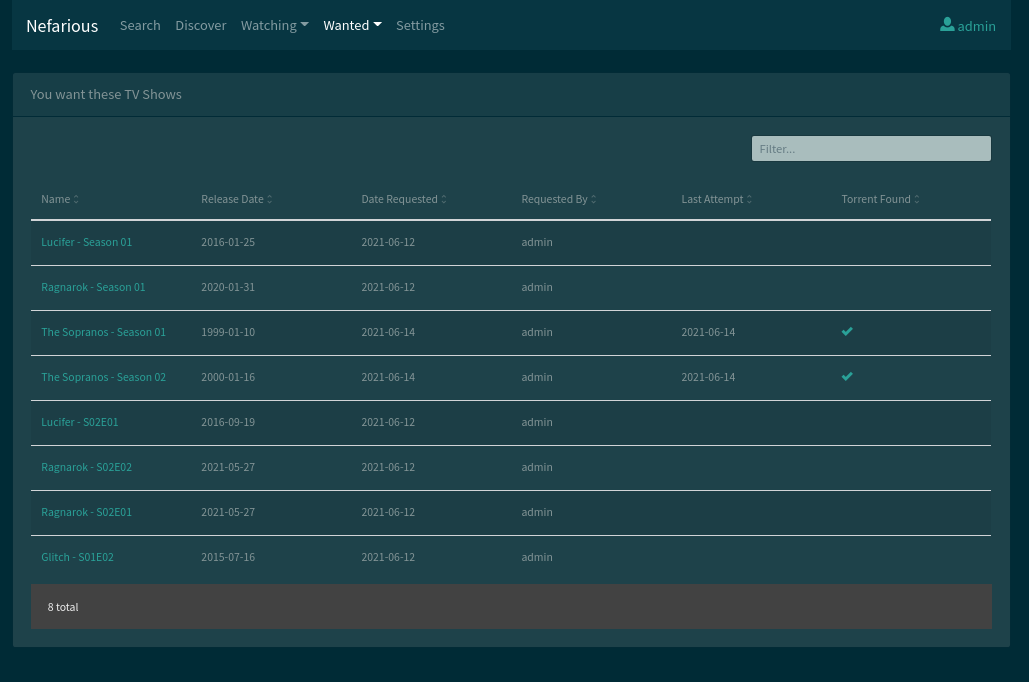 Nefarious Search Discover Watching Wanted Settings admin
You want these TV Shows
Filter...
Name Release Date Date Requested Requested By Last Attempt Torrent Found
Lucifer - Season 01 2016-01-25 2021-06-12 admin
Ragnarok - Season 01 2020-01-31 2021-06-12 admin
The Sopranos - Season 01 1999-01-10 2021-06-14 admin 2021-06-14
The Sopranos - Season 02 2000-01-16 2021-06-14 admin 2021-06-14
Lucifer - S02E01 2016-09-19 2021-06-12 admin
Ragnarok - S02E02 2021-05-27 2021-06-12 admin
Ragnarok - S02E01 2021-05-27 2021-06-12 admin
Glitch - S01E02 2015-07-16 2021-06-12 admin
8 total